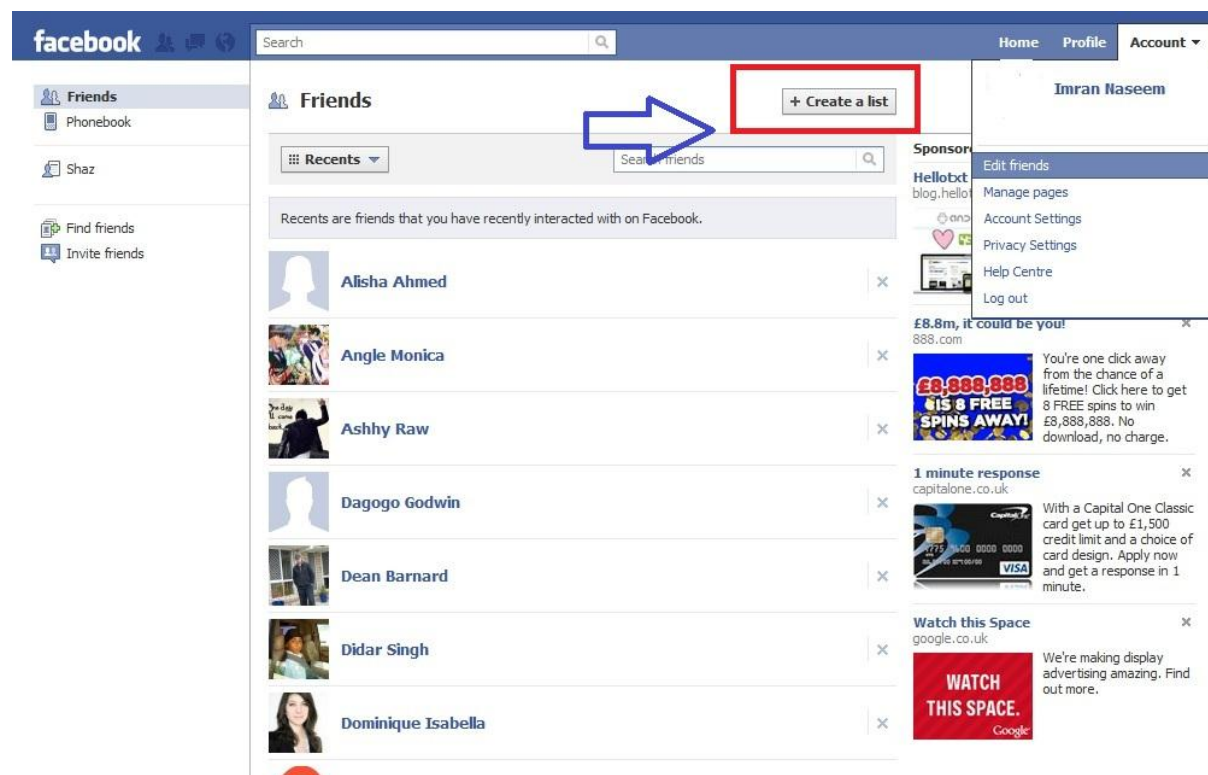 facebook
Search
Home Profile Account
Friends
Phonebook
Shaz
Find friends
Invite friends
Friends
+ Create a list
Recents
Search friends
Recents are friends that you have recently interacted with on Facebook.
Alisha Ahmed
Angle Monica
Ashhy Raw
Dagogo Godwin
Dean Barnard
Didar Singh
Dominique Isabella
Imran Naseem
Edit friends
Manage pages
Account Settings
Privacy Settings
Help Centre
Log out
Sponsore
Hellotxt
blog.hellot
£8.8m, it could be you!
888.com
£8,888,888
IS 8 FREE
SPINS AWAY!
You're one click away
from the chance of a
lifetime! Click here to get
8 FREE spins to win
£8,888,888. No
download, no charge.
1 minute response
capitalone.co.uk
VISA
With a Capital One Classic
card get up to £1,500
credit limit and a choice of
card design. Apply now
and get a response in 1
minute.
Watch this Space
google.co.uk
WATCH
THIS SPACE.
Google
We're making display
advertising amazing. Find
out more.